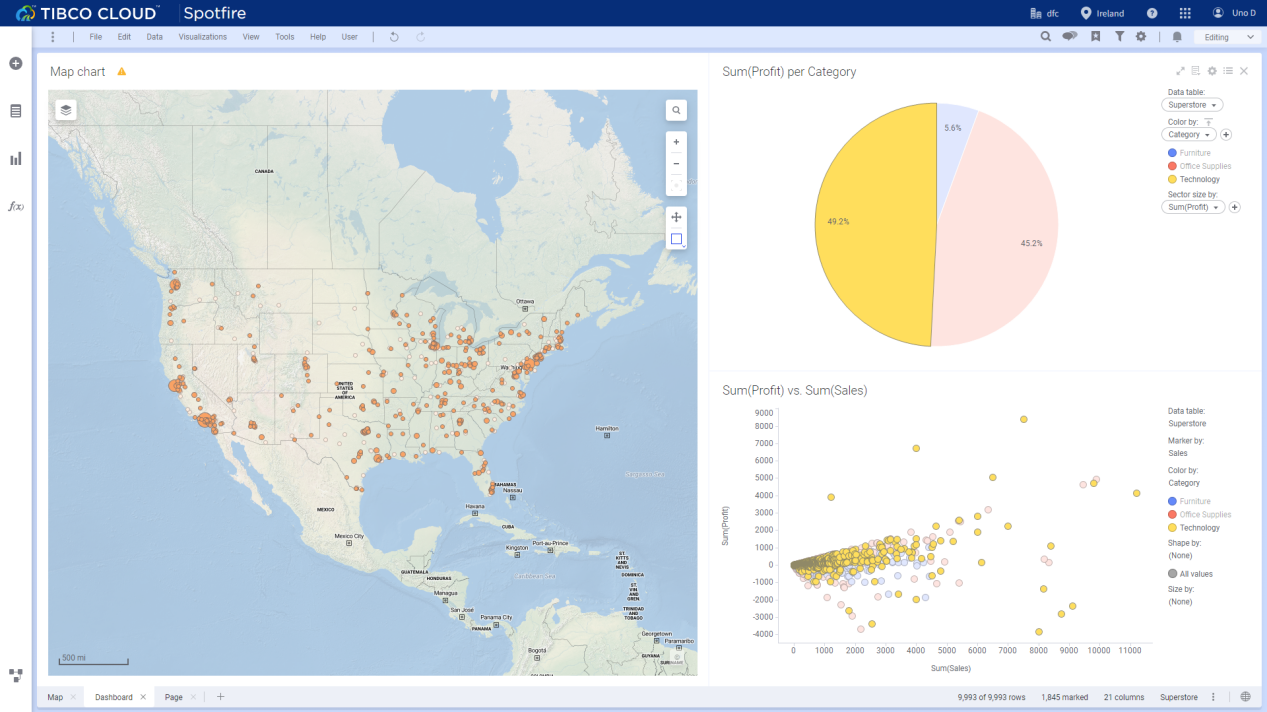 TIBCO CLOUD™ Spotfire dfc Ireland ? Uno D
File Edit Data Visualizations View Tools Help User Editing
Map chart
CANADA
Ottawa
UNITED
STATES
OF
AMERICA
Hamilton
Sargasso Sea
BAHAMAS
Nassau
Havana
MEXICO
CUBA
Mexico City
Port-au-Prince
Kingston
ST.
KITTS
AND
NEVIS
GUATEMALA
HONDURAS
Caribbean Sea
DOMINICA
ST.
VIN
AND
GREN.
Managua
TRINIDAD
AND
TOBAGO
San José
Panama City
PANAMA
Georgetown
Paramaribo
Bogotá
GUYANA
SURINAME
COLOMBIA
500 mi
Sum(Profit) per Category
5.6%
49.2%
45.2%
Data table:
Superstore
Color by:
Category
Furniture
Office Supplies
Technology
Sector size by:
Sum(Profit)
Sum(Profit) vs. Sum(Sales)
Sum(Profit)
9000
8000
7000
6000
5000
4000
3000
2000
1000
0
-1000
-2000
-3000
-4000
0 1000 2000 3000 4000 5000 6000 7000 8000 9000 10000 11000
Sum(Sales)
Data table:
Superstore
Marker by:
Sales
Color by:
Category
Furniture
Office Supplies
Technology
Shape by:
(None)
All values
Size by:
(None)
Map Dashboard Page 9,993 of 9,993 rows 1,845 marked 21 columns Superstore
f(x)